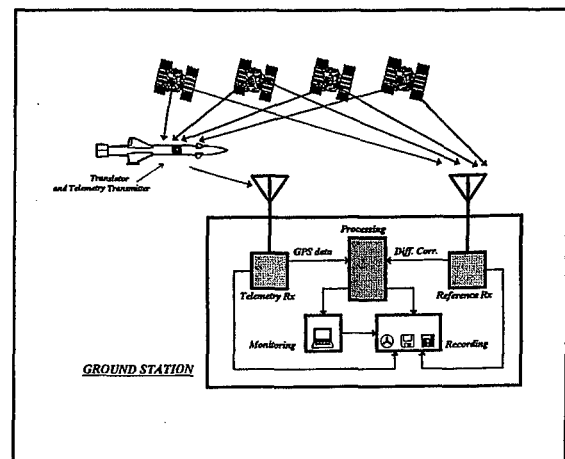 Translator
and Telemetry Transmitter
Processing
GPS data
Diff. Corr.
Telemetry Rx
Reference Rx
Monitoring
Recording
GROUND STATION